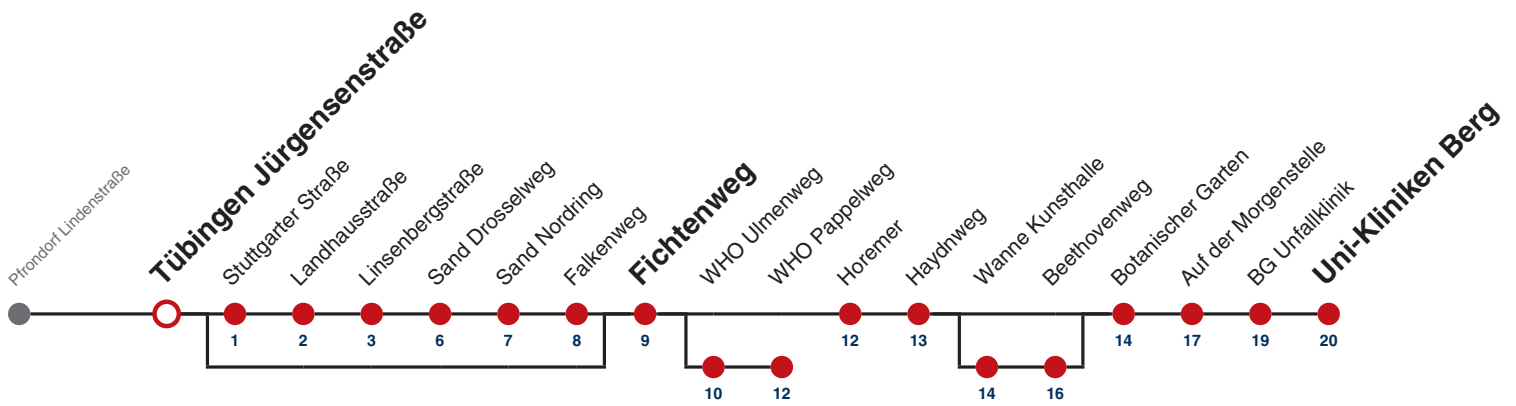 Pfrondorf Lindenstraße
Tübingen Jürgensenstraße
Stuttgarter Straße
Landhausstraße
Linsenbergstraße
Sand Drosselweg
Sand Nordring
Falkenweg
Fichtenweg
WHO Ulmenweg
WHO Pappelweg
Horemer
Haydnweg
Wanne Kunsthalle
Beethovenweg
Botanischer Garten
Auf der Morgenstelle
BG Unfallklinik
Uni-Kliniken Berg
1 2 3 6 7 8 9 12 13 14 17 19 20
10 12 14 16